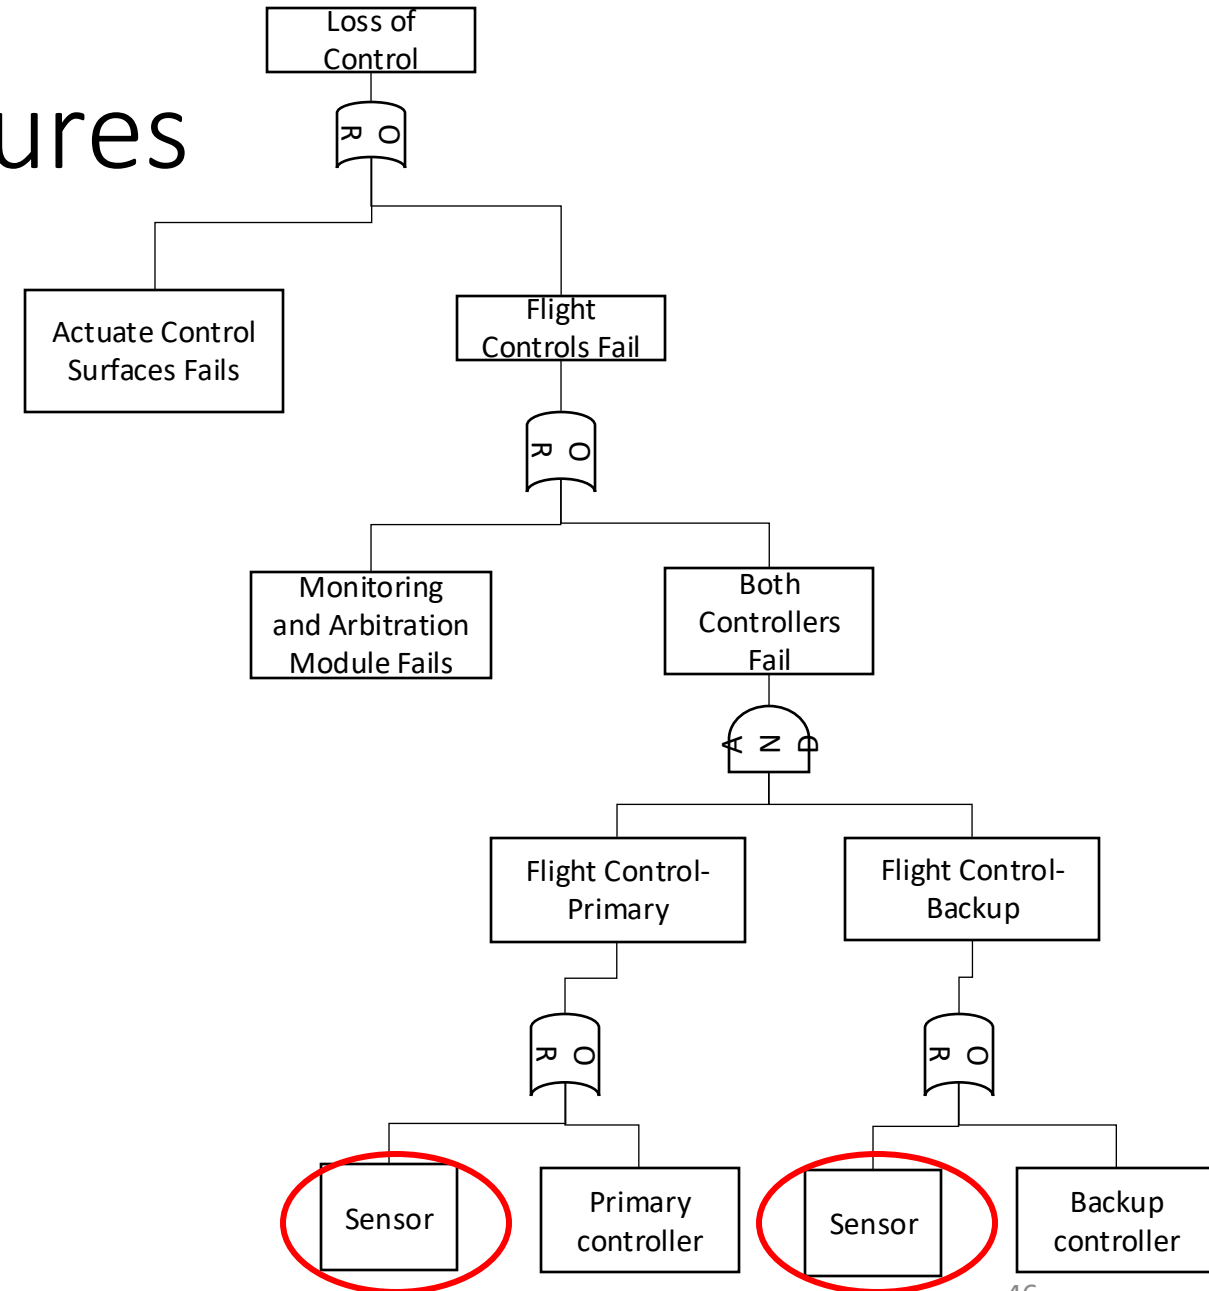 Loss of
Control
ures
O
R
Actuate Control
Surfaces Fails
Flight
Controls Fail
O
R
Monitoring
and Arbitration
Module Fails
Both
Controllers
Fail
A N D
Flight Control-
Primary
Flight Control-
Backup
O
R
O
R
Sensor
Primary
controller
Sensor
Backup
controller